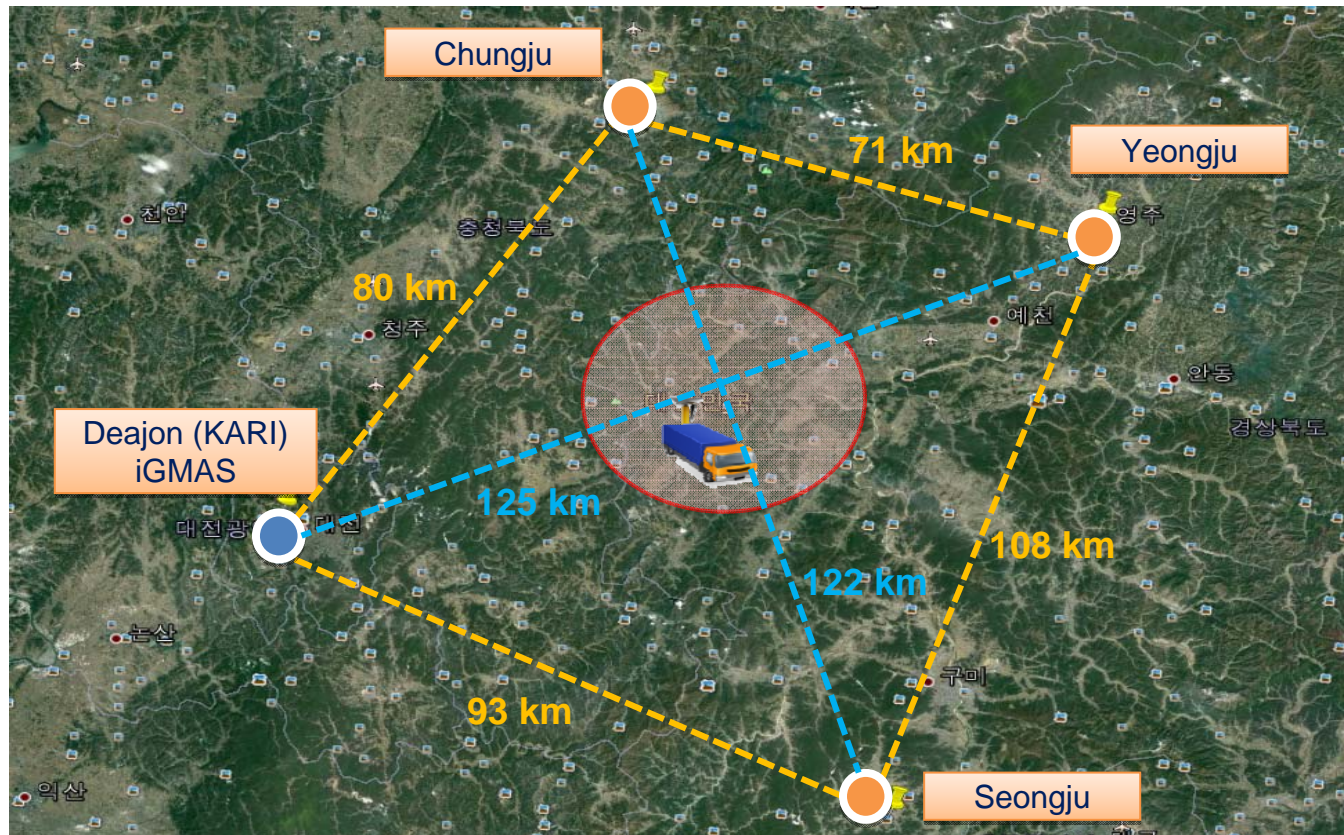 Chungju
71 km
Yeongju
천안
충청북도
영주
80 km
청주
예천
안동
Deajon (KARI)
iGMAS
경상북도
125 km
대전광
대전
108 km
122 km
논산
구미
93 km
익산
Seongju